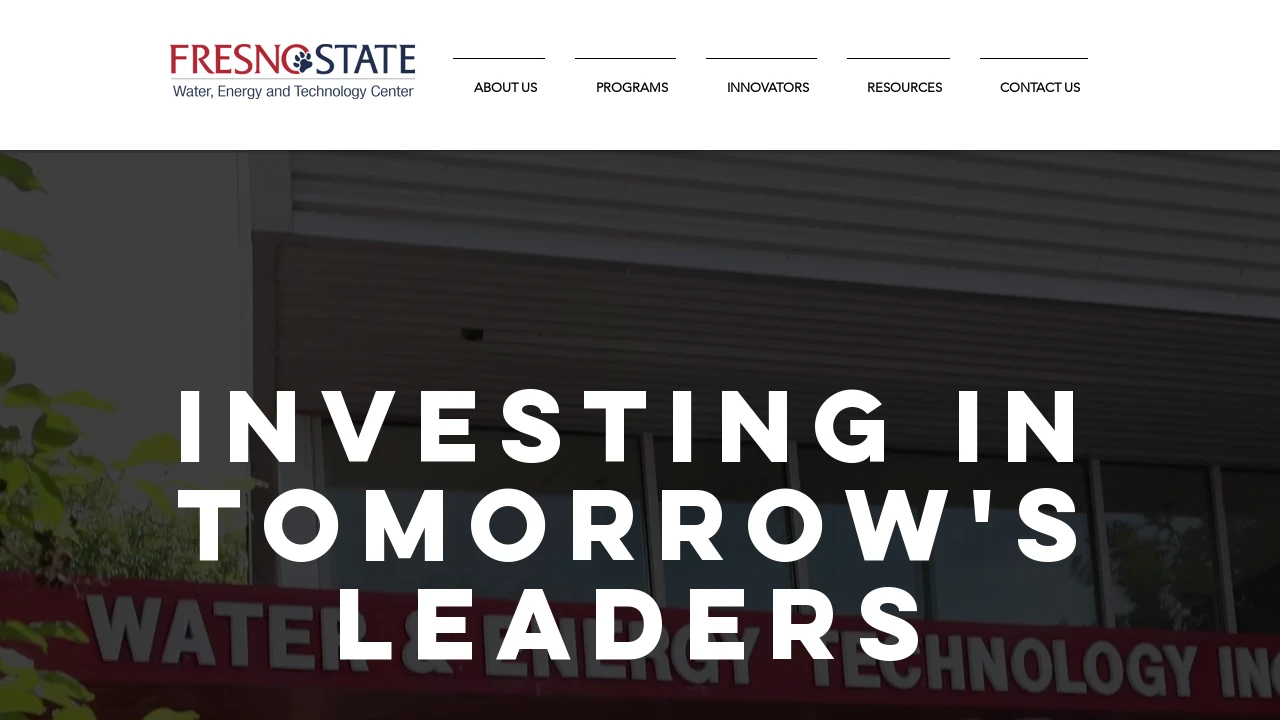 FRESNO STATE
Water, Energy and Technology Center
ABOUT US
PROGRAMS
INNOVATORS
RESOURCES
CONTACT US
INVESTING IN
TOMORROW'S
LEADERS
WATER & ENERGY TECHNOLOGY INC